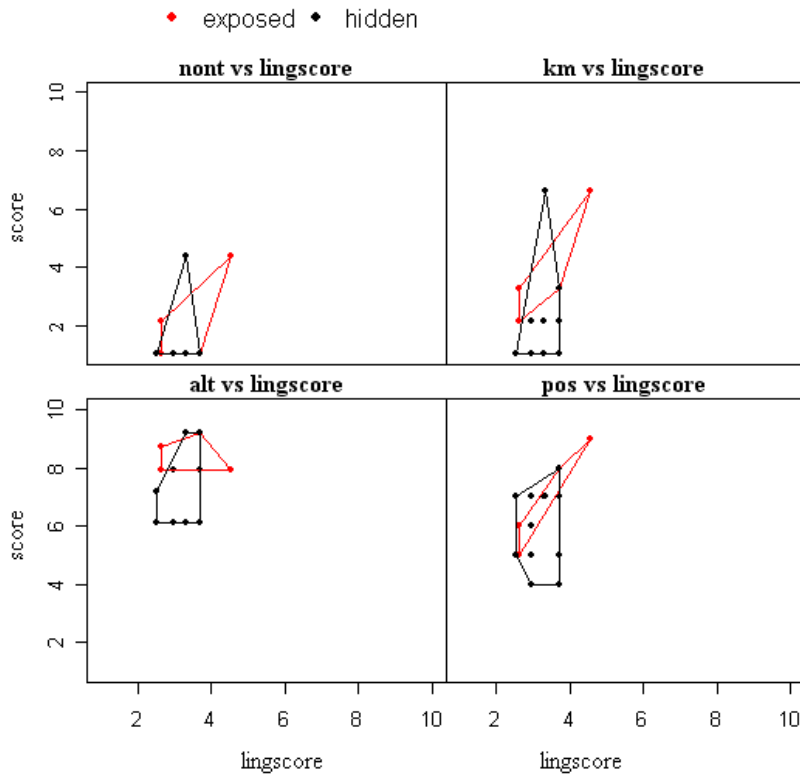 exposed hidden
nont vs lingscore km vs lingscore
10
8
6
4
2
score
alt vs lingscore pos vs lingscore
10
8
6
4
2
score
2 4 6 8 10 2 4 6 8 10
lingscore lingscore